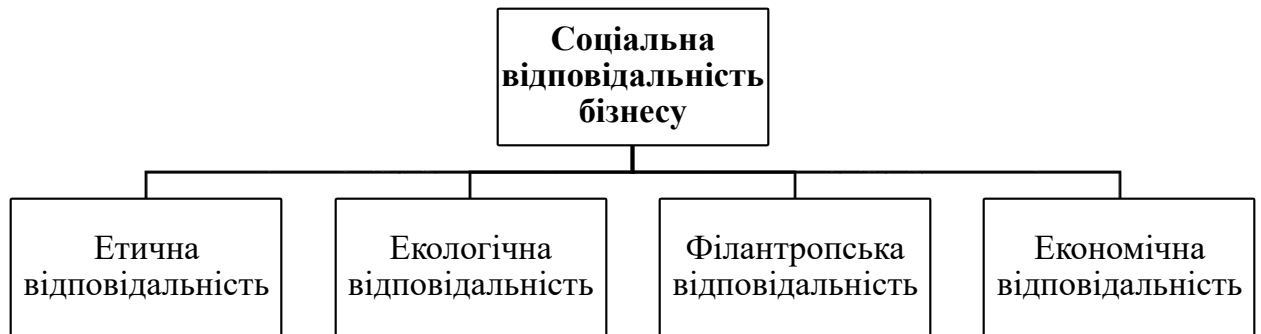 Соціальна
відповідальність
бізнесу
Етична
відповідальність
Екологічна
відповідальність
Філантропська
відповідальність
Економічна
відповідальність